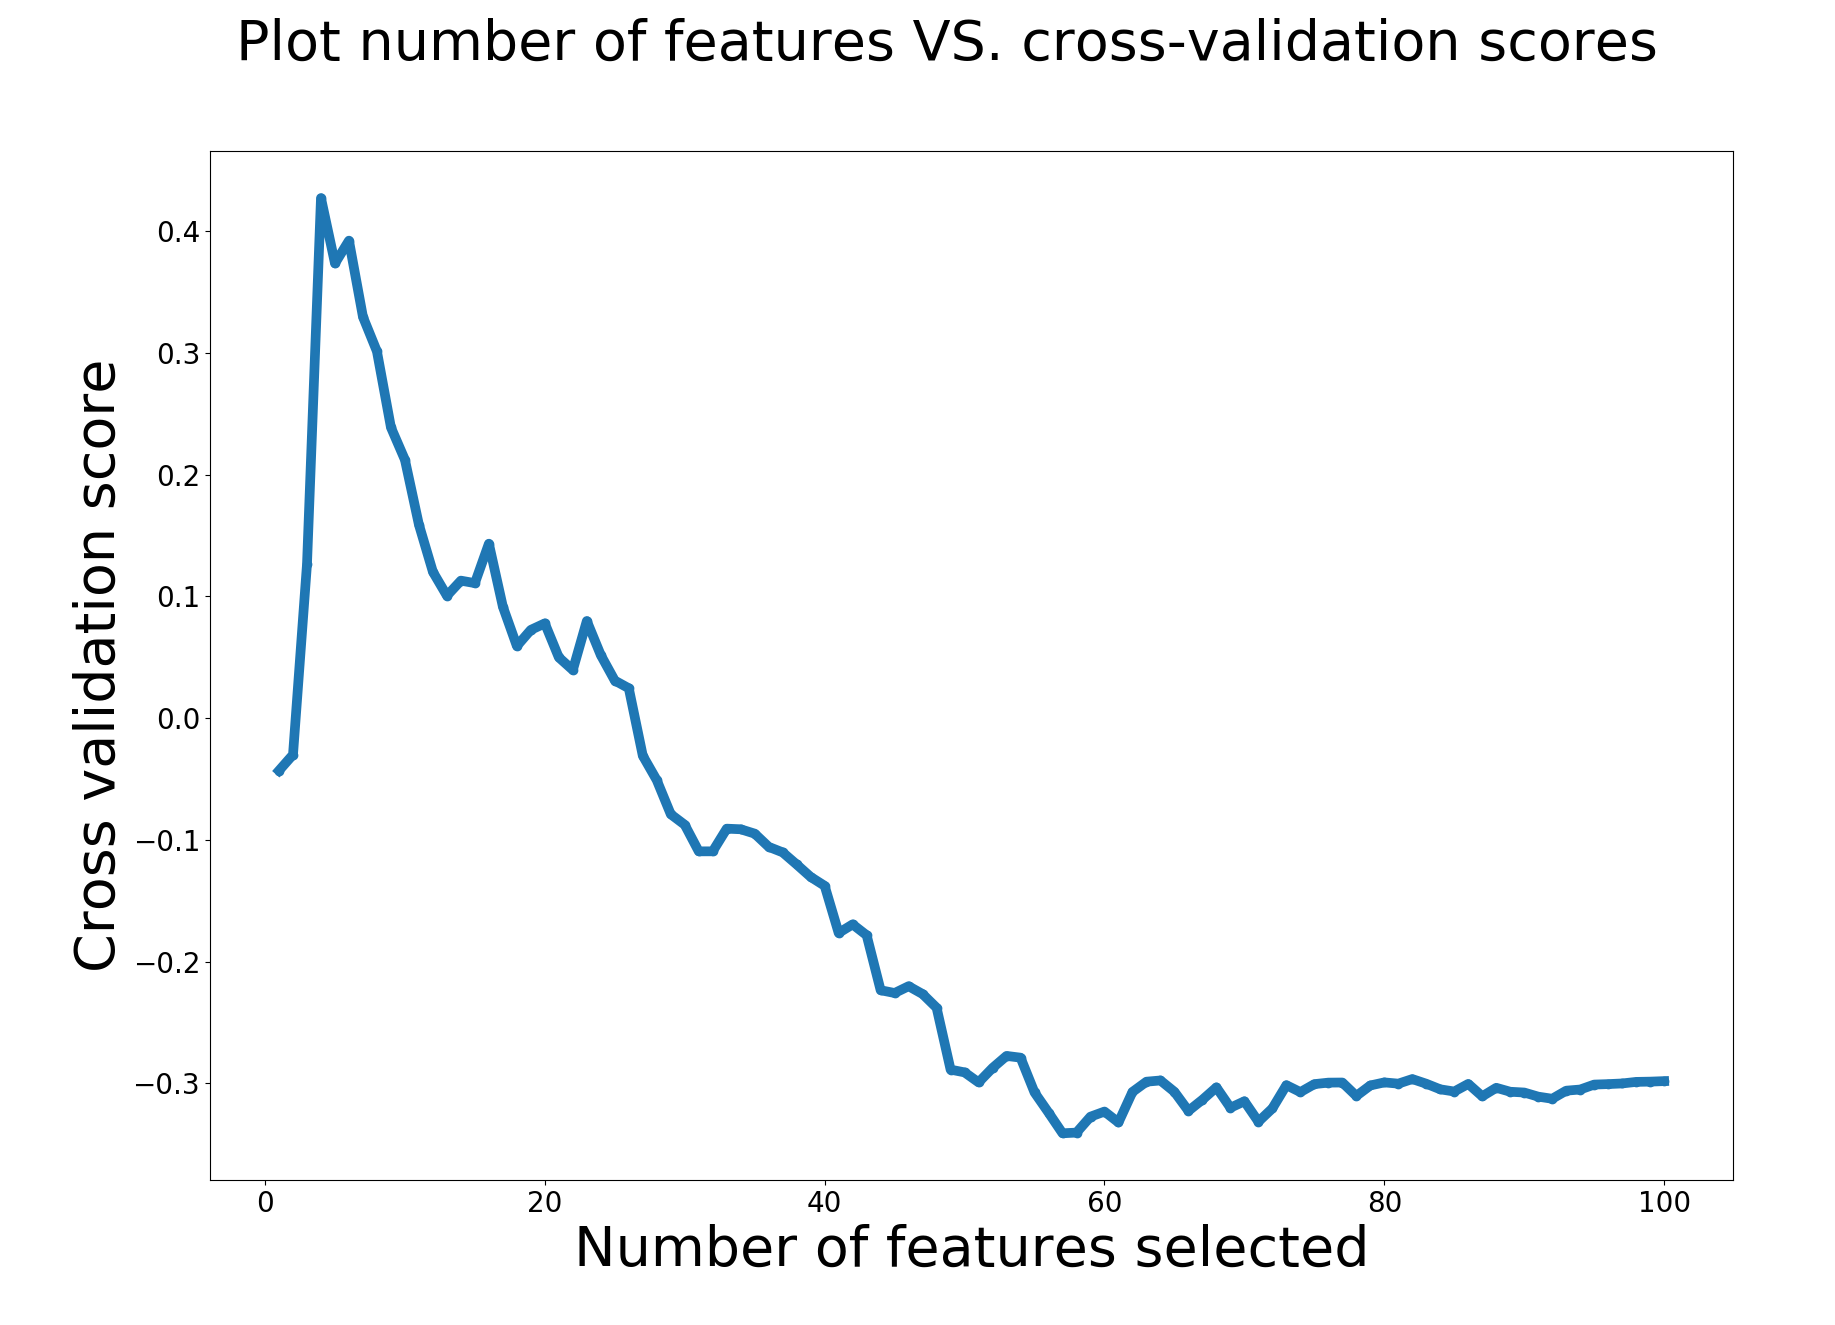 Plot number of features VS. cross-validation scores
Cross validation score
0.4
0.3
0.2
0.1
0.0
−0.1
−0.2
−0.3
0 20 40 60 80 100
Number of features selected